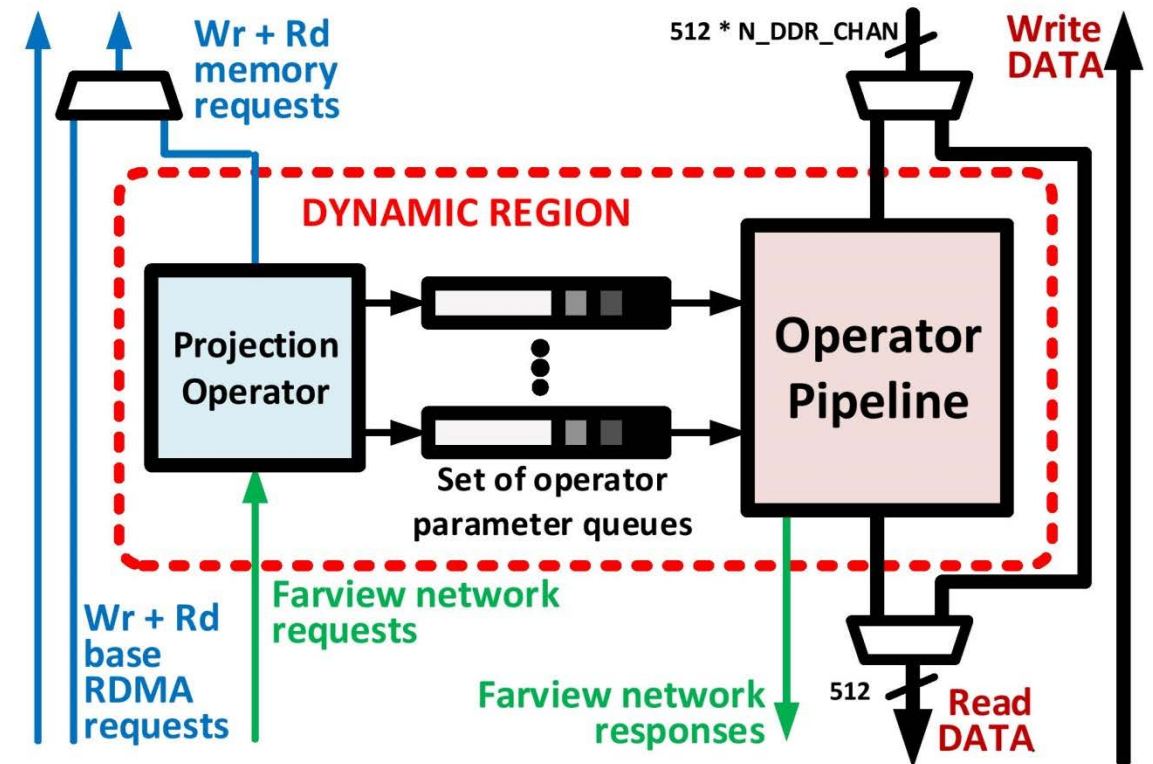 Wr + Rd
memory
requests
512 * N_DDR_CHAN
Write
DATA
DYNAMIC REGION
Projection
Operator
Operator
Pipeline
Set of operator
parameter queues
Wr + Rd
base
RDMA
requests
Farview network
requests
Farview network
responses
512
Read
DATA